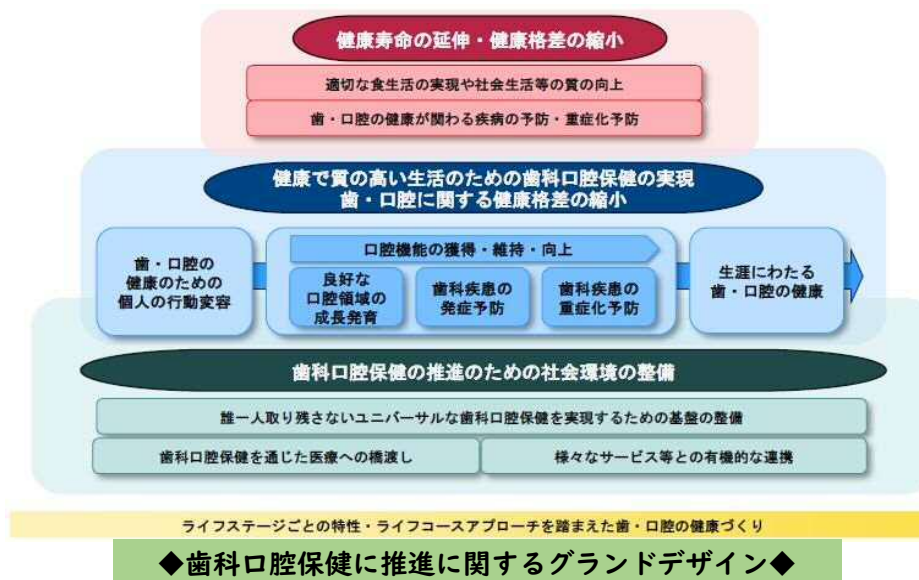 健康寿命の延伸・健康格差の縮小
適切な食生活の実現や社会生活等の質の向上
歯・口腔の健康が関わる疾病の予防・重症化予防
健康で質の高い生活のための歯科口腔保健の実現
歯・口腔に関する健康格差の縮小
歯・口腔の
健康のための
個人の行動変容
口腔機能の獲得・維持・向上
良好な
口腔領域の
成長発育
歯科疾患の
発症予防
歯科疾患の
重症化予防
生涯にわたる
歯・口腔の健康
歯科口腔保健の推進のための社会環境の整備
誰一人取り残さないユニバーサルな歯科口腔保健を実現するための基盤の整備
歯科口腔保健を通じた医療への橋渡し
様々なサービス等との有機的な連携
ライフステージごとの特性・ライフコースアプローチを踏まえた歯・口腔の健康づくり
◆歯科口腔保健に推進に関するグランドデザイン◆